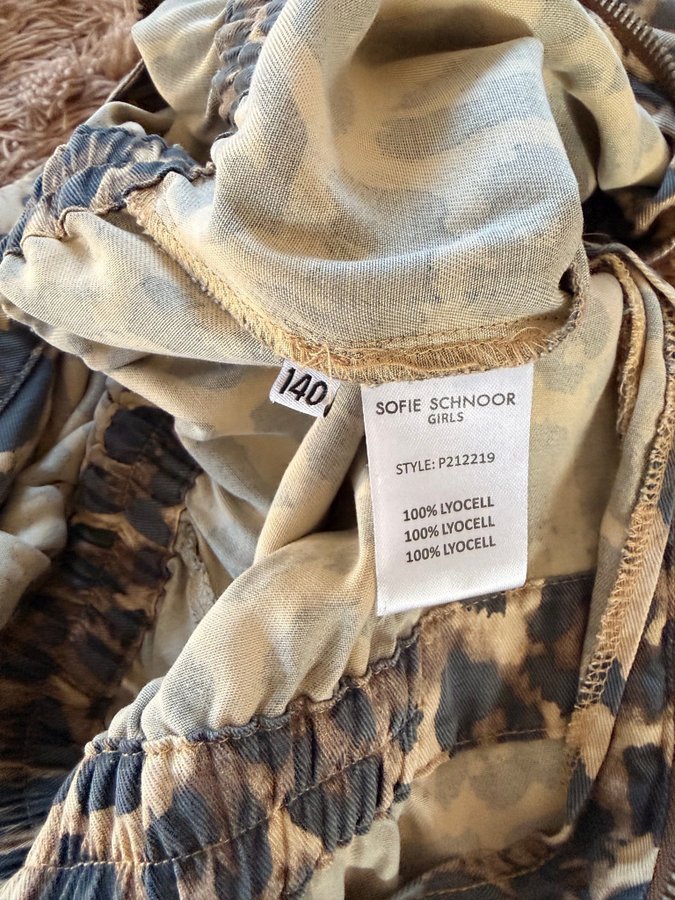 140
SOFIE SCHNOOR
GIRLS
STYLE: P212219
100% LYOCELL
100% LYOCELL
100% LYOCELL